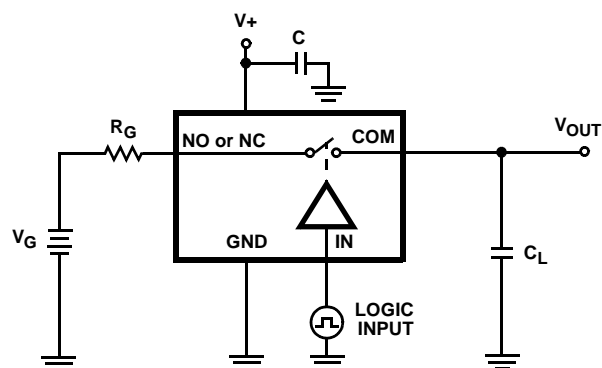 V+
C
RG
NO or NC
COM
VOUT
VG
GND
IN
CL
LOGIC
INPUT